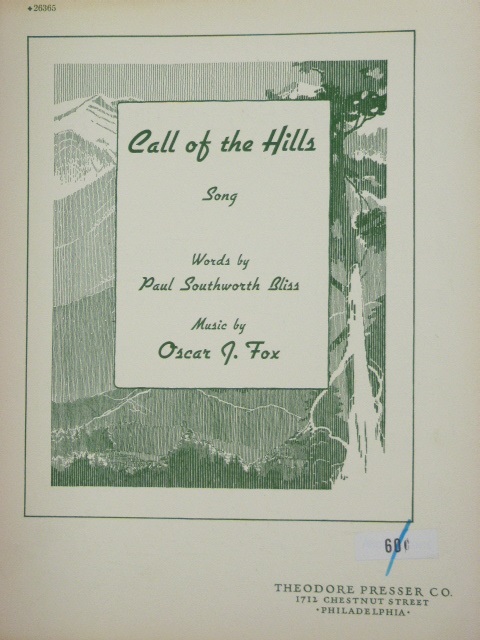 ✦26365
Call of the Hills
Song
Words by
Paul Southworth Bliss
Music by
Oscar J. Fox
60¢
THEODORE PRESSER CO.
1712 CHESTNUT STREET
·PHILADELPHIA·